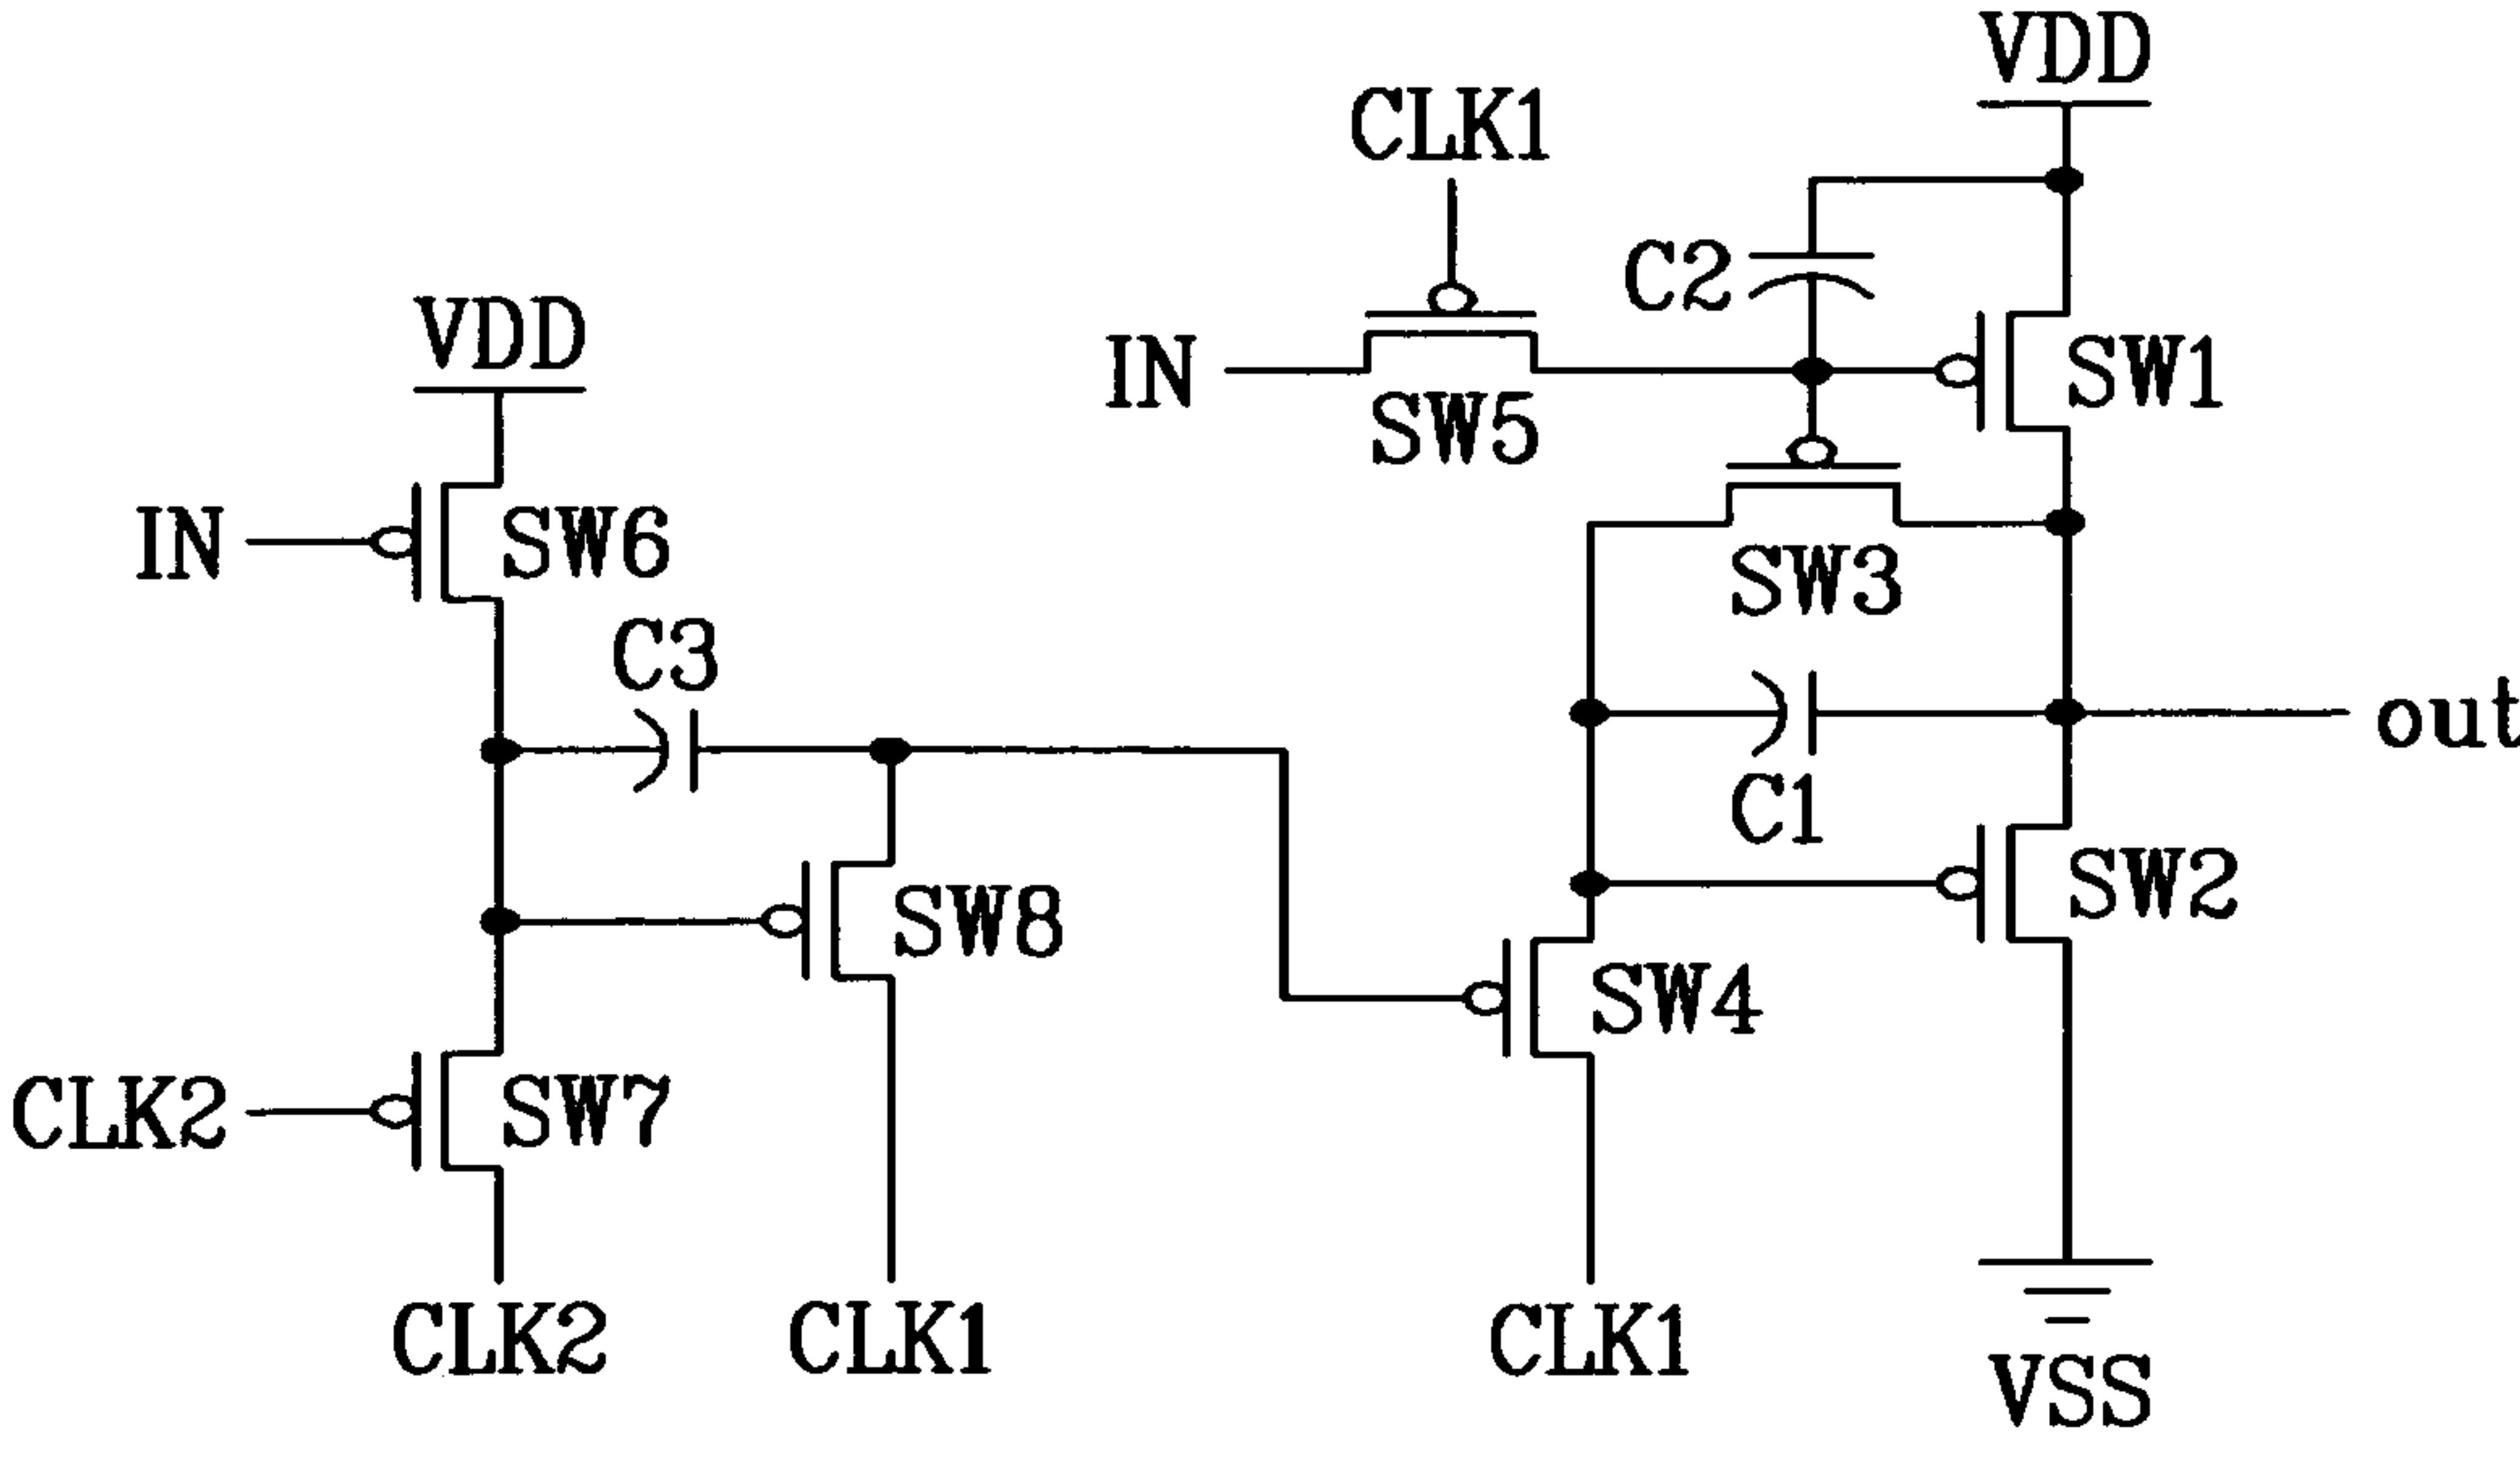 VDD
CLK1
C2
VDD
IN
SW1
SW5
IN
SW6
SW3
C3
out
C1
SW8
SW2
SW4
CLK2
SW7
CLK2
CLK1
CLK1
VSS